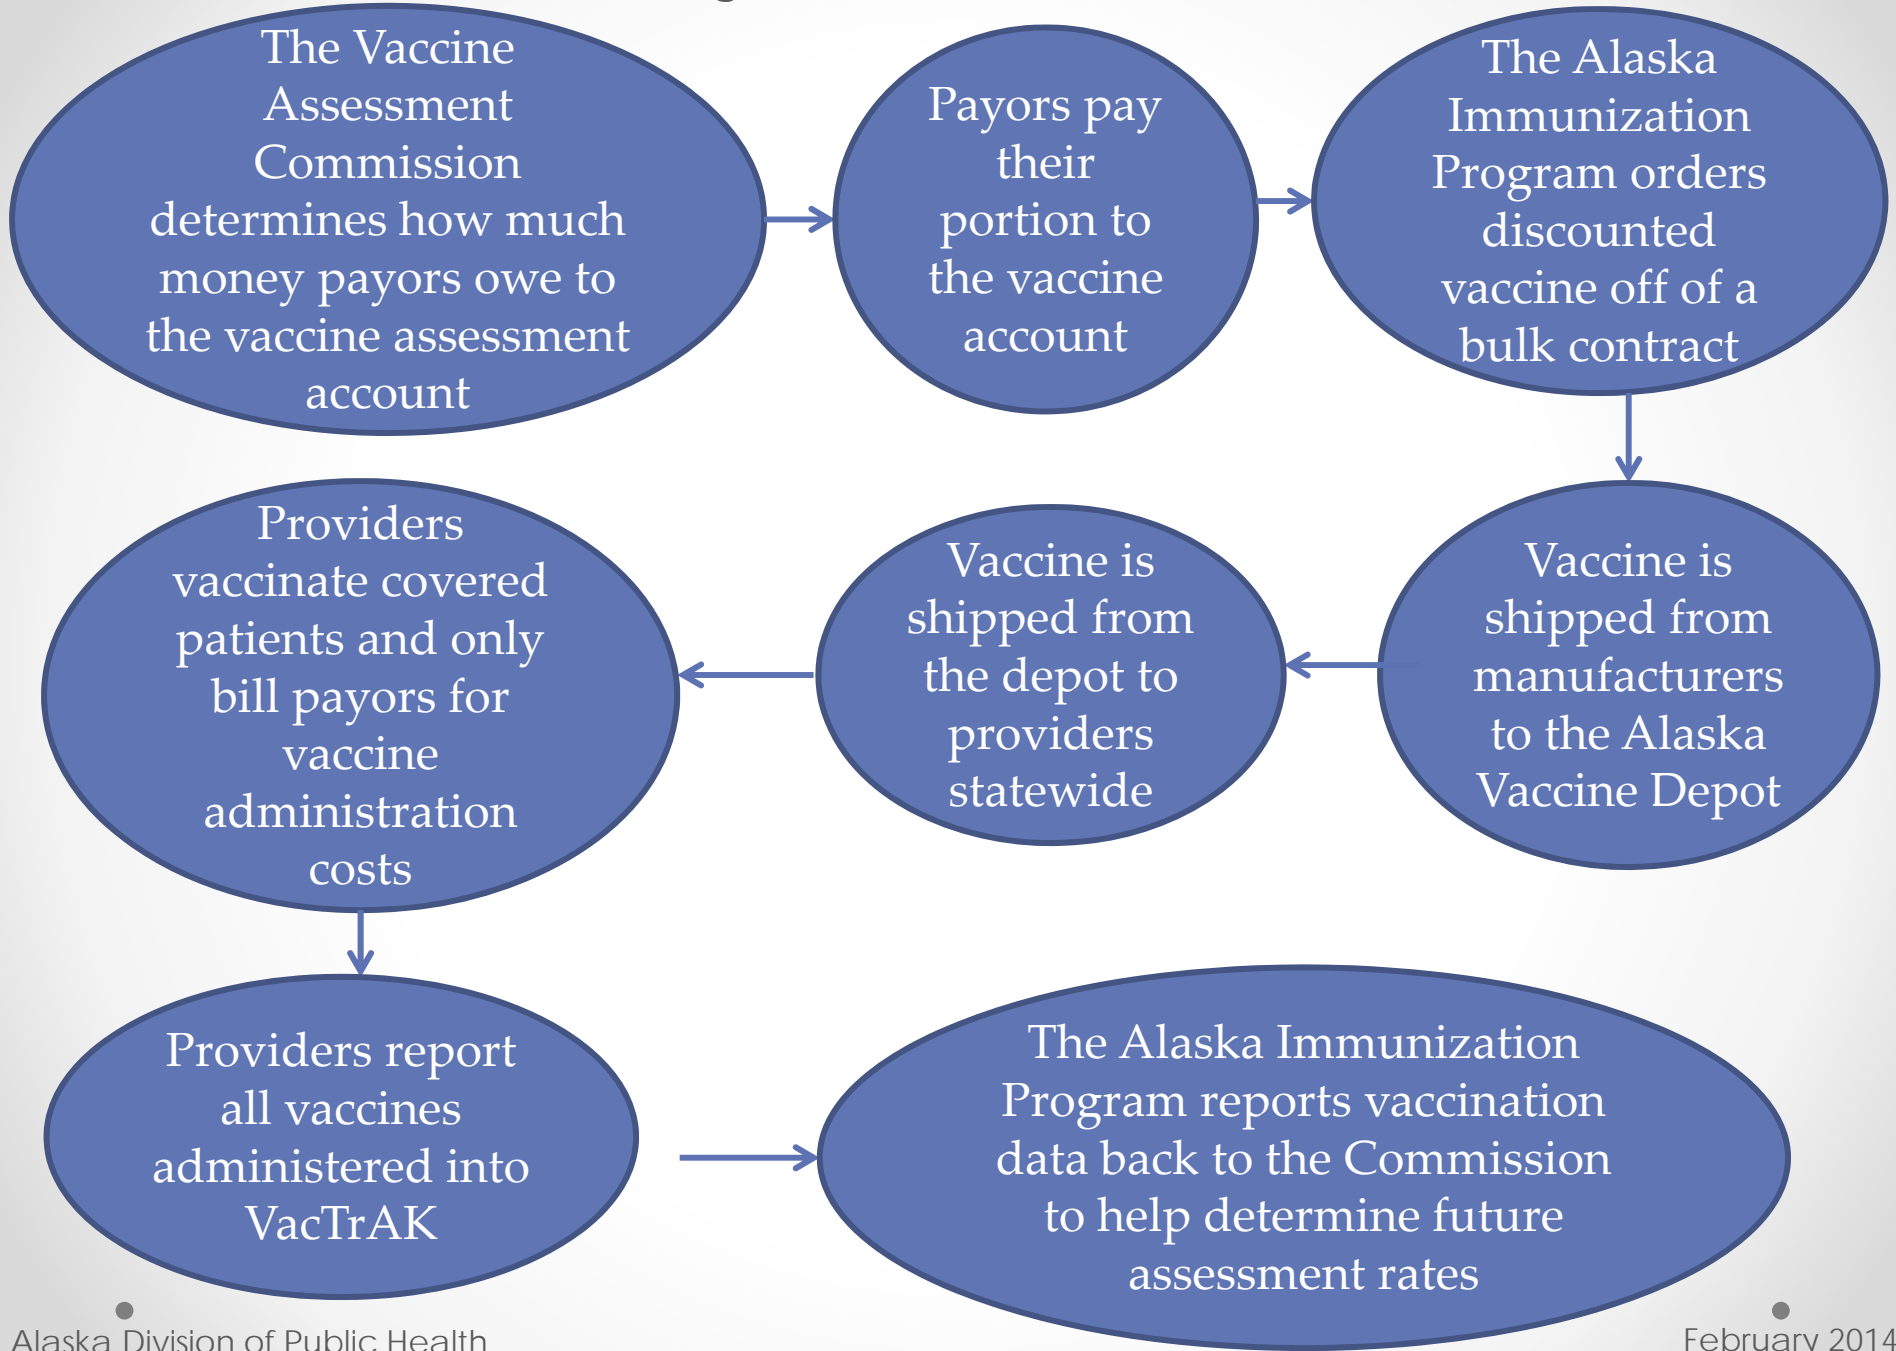 The Vaccine
Assessment
Commission
determines how much
money payors owe to
the vaccine assessment
account
Payors pay
their
portion to
the vaccine
account
The Alaska
Immunization
Program orders
discounted
vaccine off of a
bulk contract
Vaccine is
shipped from
manufacturers
to the Alaska
Vaccine Depot
Vaccine is
shipped from
the depot to
providers
statewide
Providers
vaccinate covered
patients and only
bill payors for
vaccine
administration
costs
Providers report
all vaccines
administered into
VacTrAK
The Alaska Immunization
Program reports vaccination
data back to the Commission
to help determine future
assessment rates
Alaska Division of Public Health
February 2014